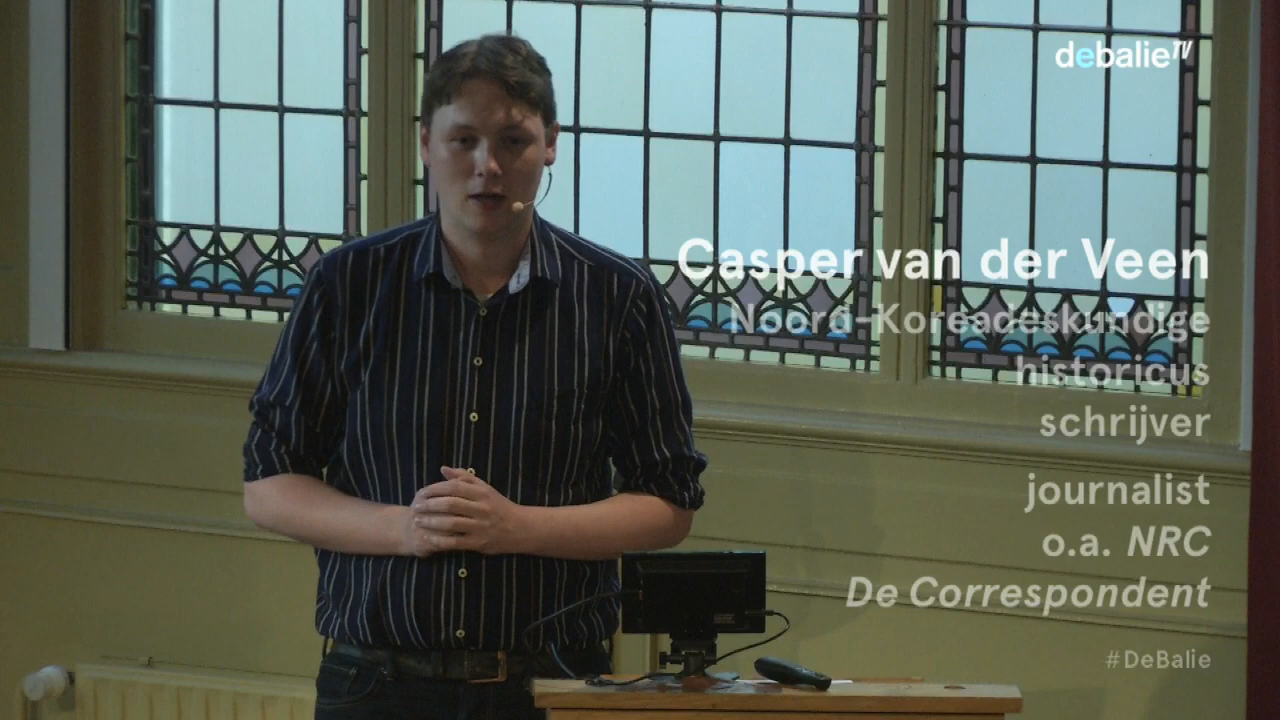 debalieTV
Casper van der Veen
Noord-Koreadeskundige
historicus
schrijver
journalist
o.a. NRC
De Correspondent
#DeBalie